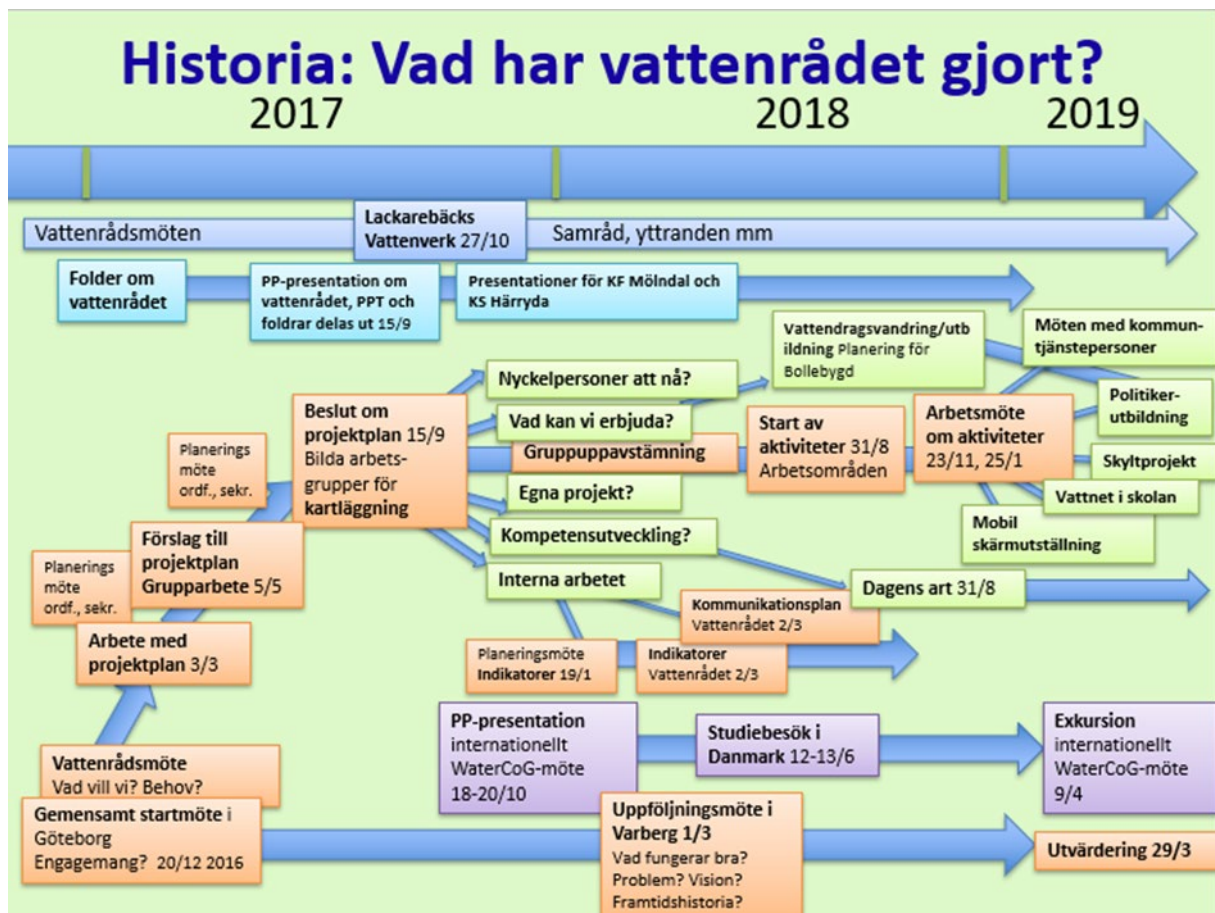 Historia: Vad har vattenrådet gjort?
2017
2018
2019
Vattenrådsmöten
Lackarebäcks
Vattenverk 27/10
Samråd, yttranden mm
Folder om
vattenrådet
PP-presentation om
vattenrådet, PPT och
foldrar delas ut 15/9
Presentationer för KF Mölndal och
KS Härryda
Vattendragsvandring/utb
ildning Planering för
Bollebygd
Möten med kommun-
tjänstepersoner
Politiker-
utbildning
Nyckelpersoner att nå?
Vad kan vi erbjuda?
Gruppuppavstämning
Egna projekt?
Kompetensutveckling?
Interna arbetet
Beslut om
projektplan 15/9
Bilda arbets-
grupper för
kartläggning
Start av
aktiviteter 31/8
Arbetsområden
Arbetsmöte
om aktiviteter
23/11, 25/1
Skyltprojekt
Vattnet i skolan
Mobil
skärmutställning
Planerings
möte
ordf., sekr.
Förslag till
projektplan
Grupparbete 5/5
Planerings
möte
ordf., sekr.
Arbete med
projektplan 3/3
Dagens art 31/8
Kommunikationsplan
Vattenrådet 2/3
Planeringsmöte
Indikatorer 19/1
Indikatorer
Vattenrådet 2/3
PP-presentation
internationellt
WaterCoG-möte
18-20/10
Studiebesök i
Danmark 12-13/6
Exkursion
internationellt
WaterCoG-möte
9/4
Vattenrådsmöte
Vad vill vi? Behov?
Gemensamt startmöte i
Göteborg
Engagemang? 20/12 2016
Uppföljningsmöte i
Varberg 1/3
Vad fungerar bra?
Problem? Vision?
Framtidshistoria?
Utvärdering 29/3